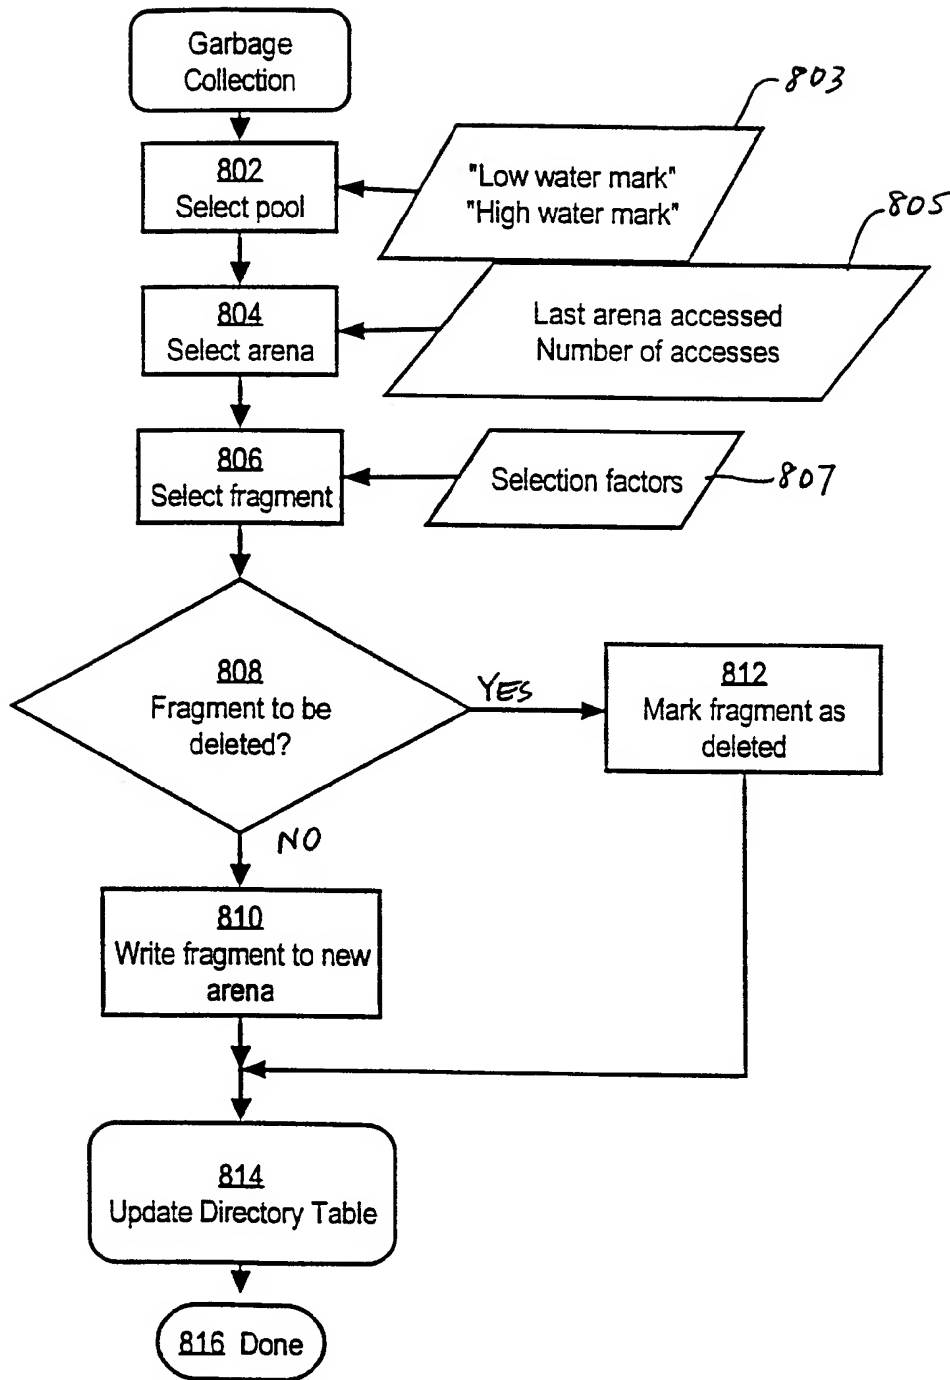 Garbage
Collection
803
802
Select pool
"Low water mark"
"High water mark"
805
804
Select arena
Last arena accessed
Number of accesses
806
Select fragment
Selection factors
807
808
Fragment to be
deleted?
YES
812
Mark fragment as
deleted
NO
810
Write fragment to new
arena
814
Update Directory Table
816 Done